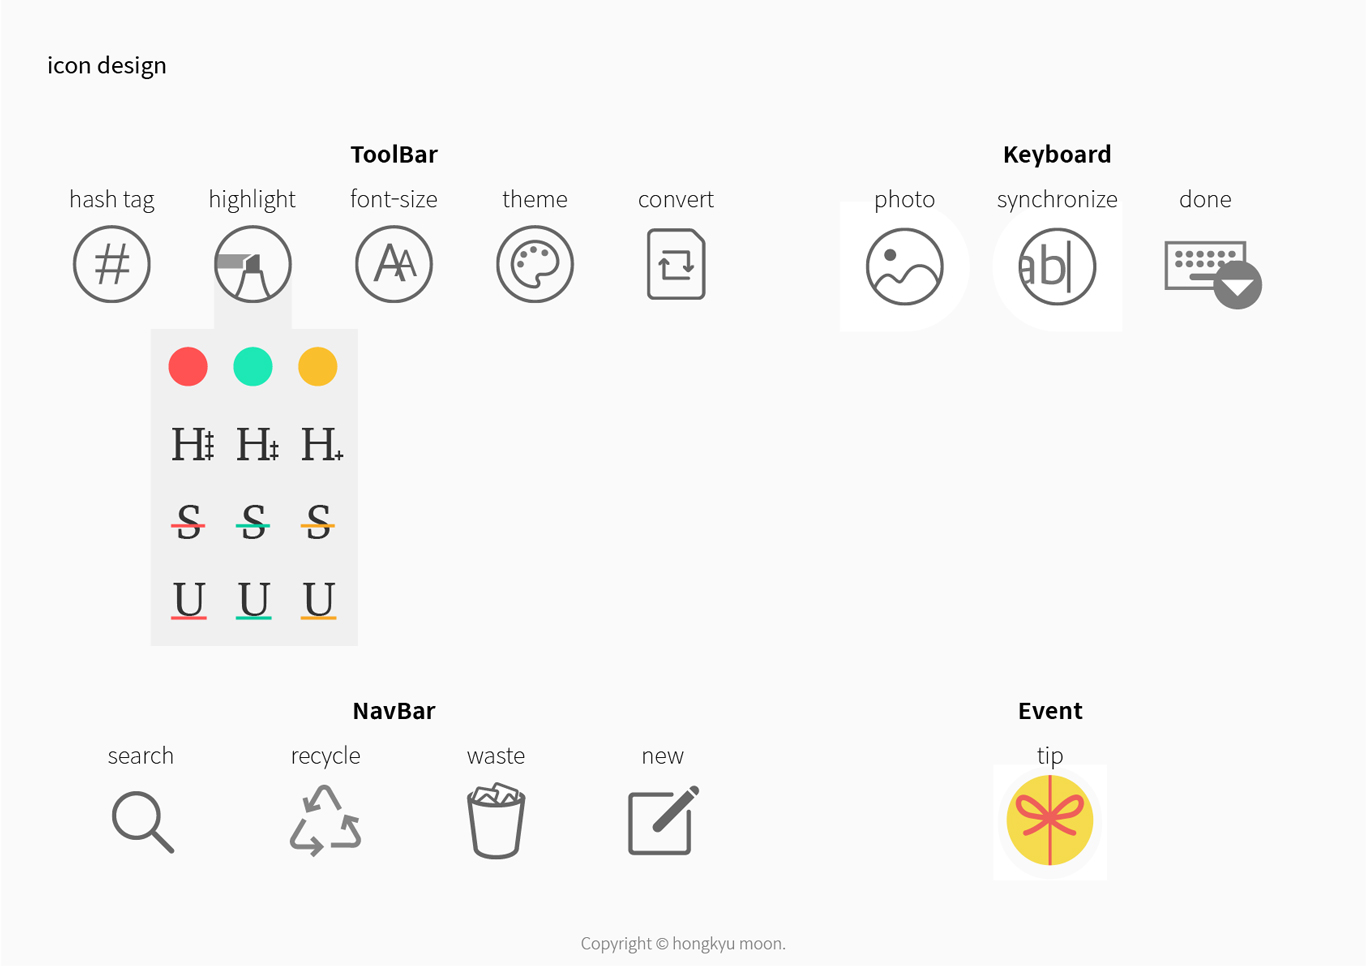 icon design
ToolBar
hash tag highlight font-size theme convert
#
AA
H‡ H‡ H+
S S S
U U U
Keyboard
photo synchronize done
ab|
NavBar
search recycle waste new
Event
tip
Copyright © hongkyu moon.